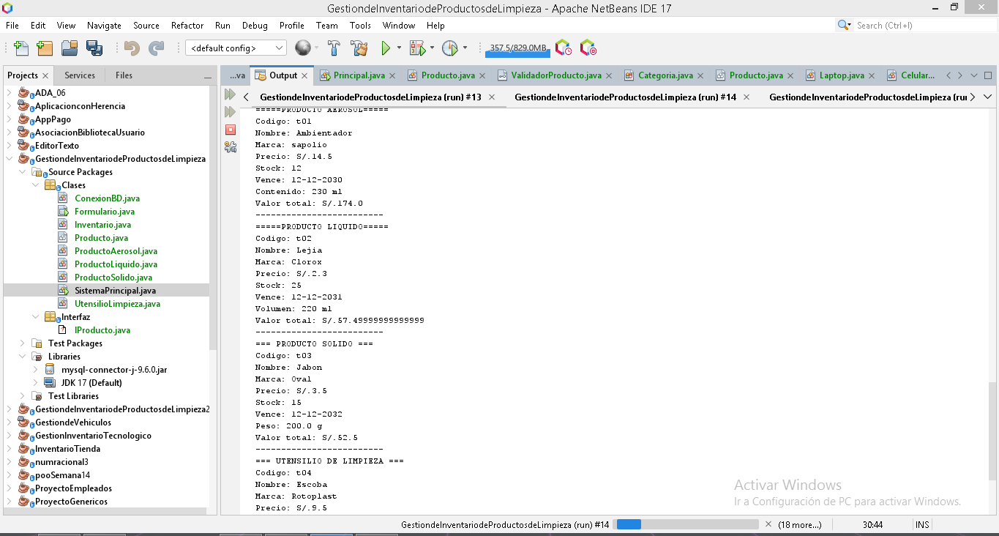 GestiondeInventariodeProductosdeLimpieza - Apache NetBeans IDE 17
File Edit View Navigate Source Refactor Run Debug Profile Team Tools Window Help
Search (Ctrl+I)
<default config>
357.5/829.0MB
Projects Services Files
...va Output Principal.java Producto.java ValidadorProducto.java Categoria.java Producto.java Laptop.java Celular...
GestiondeInventariodeProductosdeLimpieza (run) #13 GestiondeInventariodeProductosdeLimpieza (run) #14 GestiondeInventariodeProductosdeLimpieza (rur
ADA_06
AplicacionconHerencia
AppPago
AsociacionBibliotecaUsuario
EditorTexto
GestiondeInventariodeProductosdeLimpieza
Source Packages
Clases
ConexionBD.java
Formulario.java
Inventario.java
Producto.java
ProductoAerosol.java
ProductoLiquido.java
ProductoSolido.java
SistemaPrincipal.java
UtensilioLimpieza.java
Interfaz
IProducto.java
Test Packages
Libraries
mysql-connector-j-9.6.0.jar
JDK 17 (Default)
Test Libraries
GestiondeInventariodeProductosdeLimpieza2
GestiondeVehiculos
GestionInventarioTecnologico
InventarioTienda
numracional3
pooSemana14
ProyectoEmpleados
ProyectoGenericos
=====PRODUCTO AEROSOL=====
Codigo: t01
Nombre: Ambientador
Marca: sapolio
Precio: S/.14.5
Stock: 12
Vence: 12-12-2030
Contenido: 230 ml
Valor total: S/.174.0
-------------------------
=====PRODUCTO LIQUIDO=====
Codigo: t02
Nombre: Lejia
Marca: Clorox
Precio: S/.2.3
Stock: 25
Vence: 12-12-2031
Volumen: 220 ml
Valor total: S/.57.49999999999999
-------------------------
=== PRODUCTO SOLIDO ===
Codigo: t03
Nombre: Jabon
Marca: Oval
Precio: S/.3.5
Stock: 15
Vence: 12-12-2032
Peso: 200.0 g
Valor total: S/.52.5
-------------------------
=== UTENSILIO DE LIMPIEZA ===
Codigo: t04
Nombre: Escoba
Marca: Rotoplast
Precio: S/.9.5
Activar Windows
Ir a Configuración de PC para activar Windows.
GestiondeInventariodeProductosdeLimpieza (run) #14 (18 more...) 30:44 INS